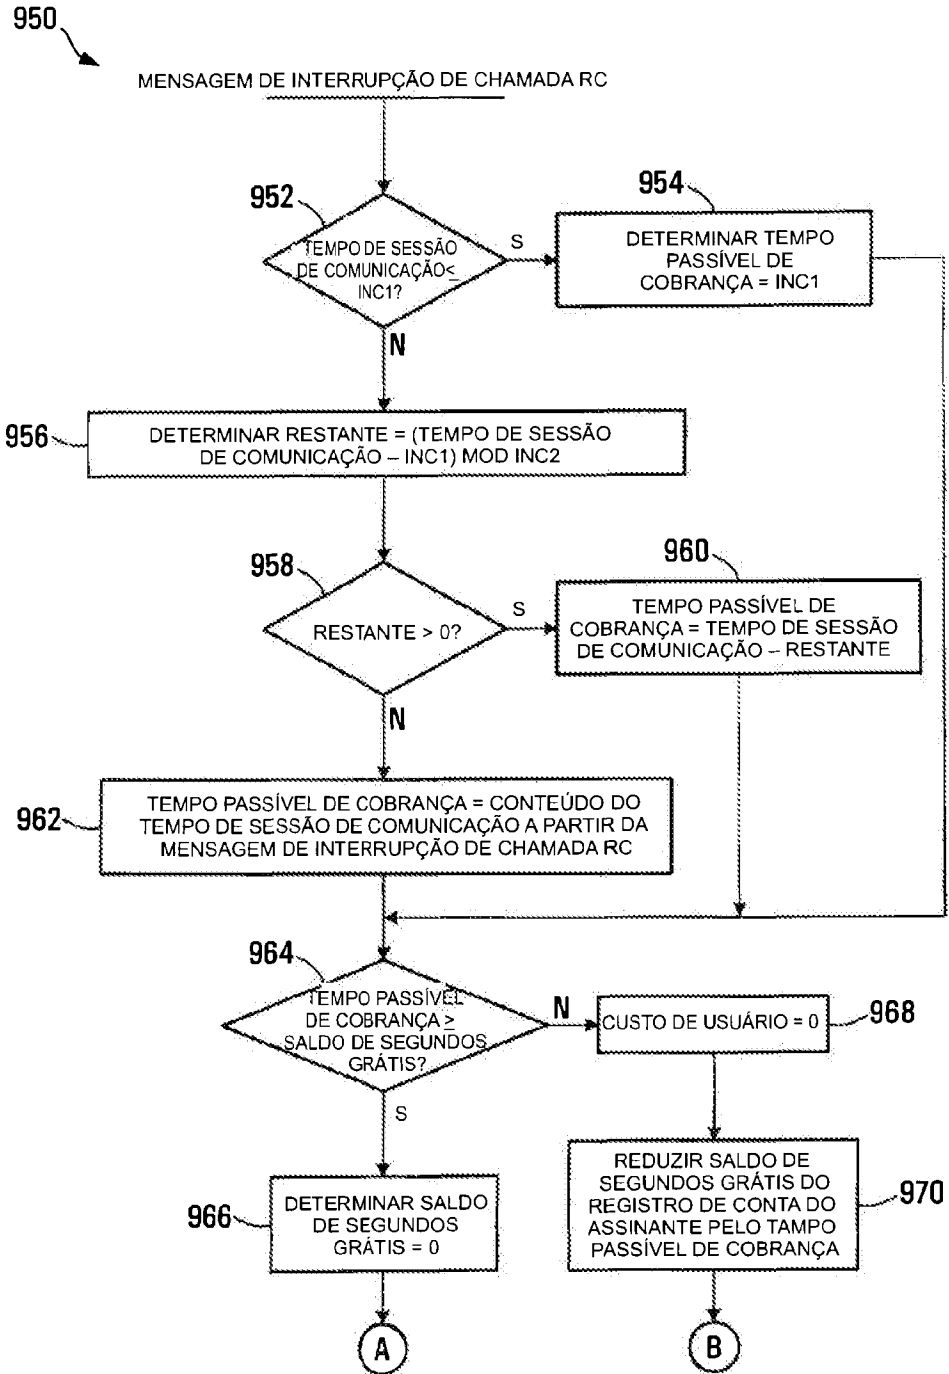 950
MENSAGEM DE INTERRUPÇÃO DE CHAMADA RC
952
TEMPO DE SESSÃO
DE COMUNICAÇÃO≤
INC1?
S
N
954
DETERMINAR TEMPO
PASSÍVEL DE
COBRANÇA = INC1
956
DETERMINAR RESTANTE = (TEMPO DE SESSÃO
DE COMUNICAÇÃO – INC1) MOD INC2
958
RESTANTE > 0?
S
N
960
TEMPO PASSÍVEL DE
COBRANÇA = TEMPO DE SESSÃO
DE COMUNICAÇÃO – RESTANTE
962
TEMPO PASSÍVEL DE COBRANÇA = CONTEÚDO DO
TEMPO DE SESSÃO DE COMUNICAÇÃO A PARTIR DA
MENSAGEM DE INTERRUPÇÃO DE CHAMADA RC
964
TEMPO PASSÍVEL
DE COBRANÇA ≥
SALDO DE SEGUNDOS
GRÁTIS?
N
S
CUSTO DE USUÁRIO = 0
968
966
DETERMINAR SALDO
DE SEGUNDOS
GRÁTIS = 0
REDUZIR SALDO DE
SEGUNDOS GRÁTIS DO
REGISTRO DE CONTA DO
ASSINANTE PELO TAMPO
PASSÍVEL DE COBRANÇA
970
A
B